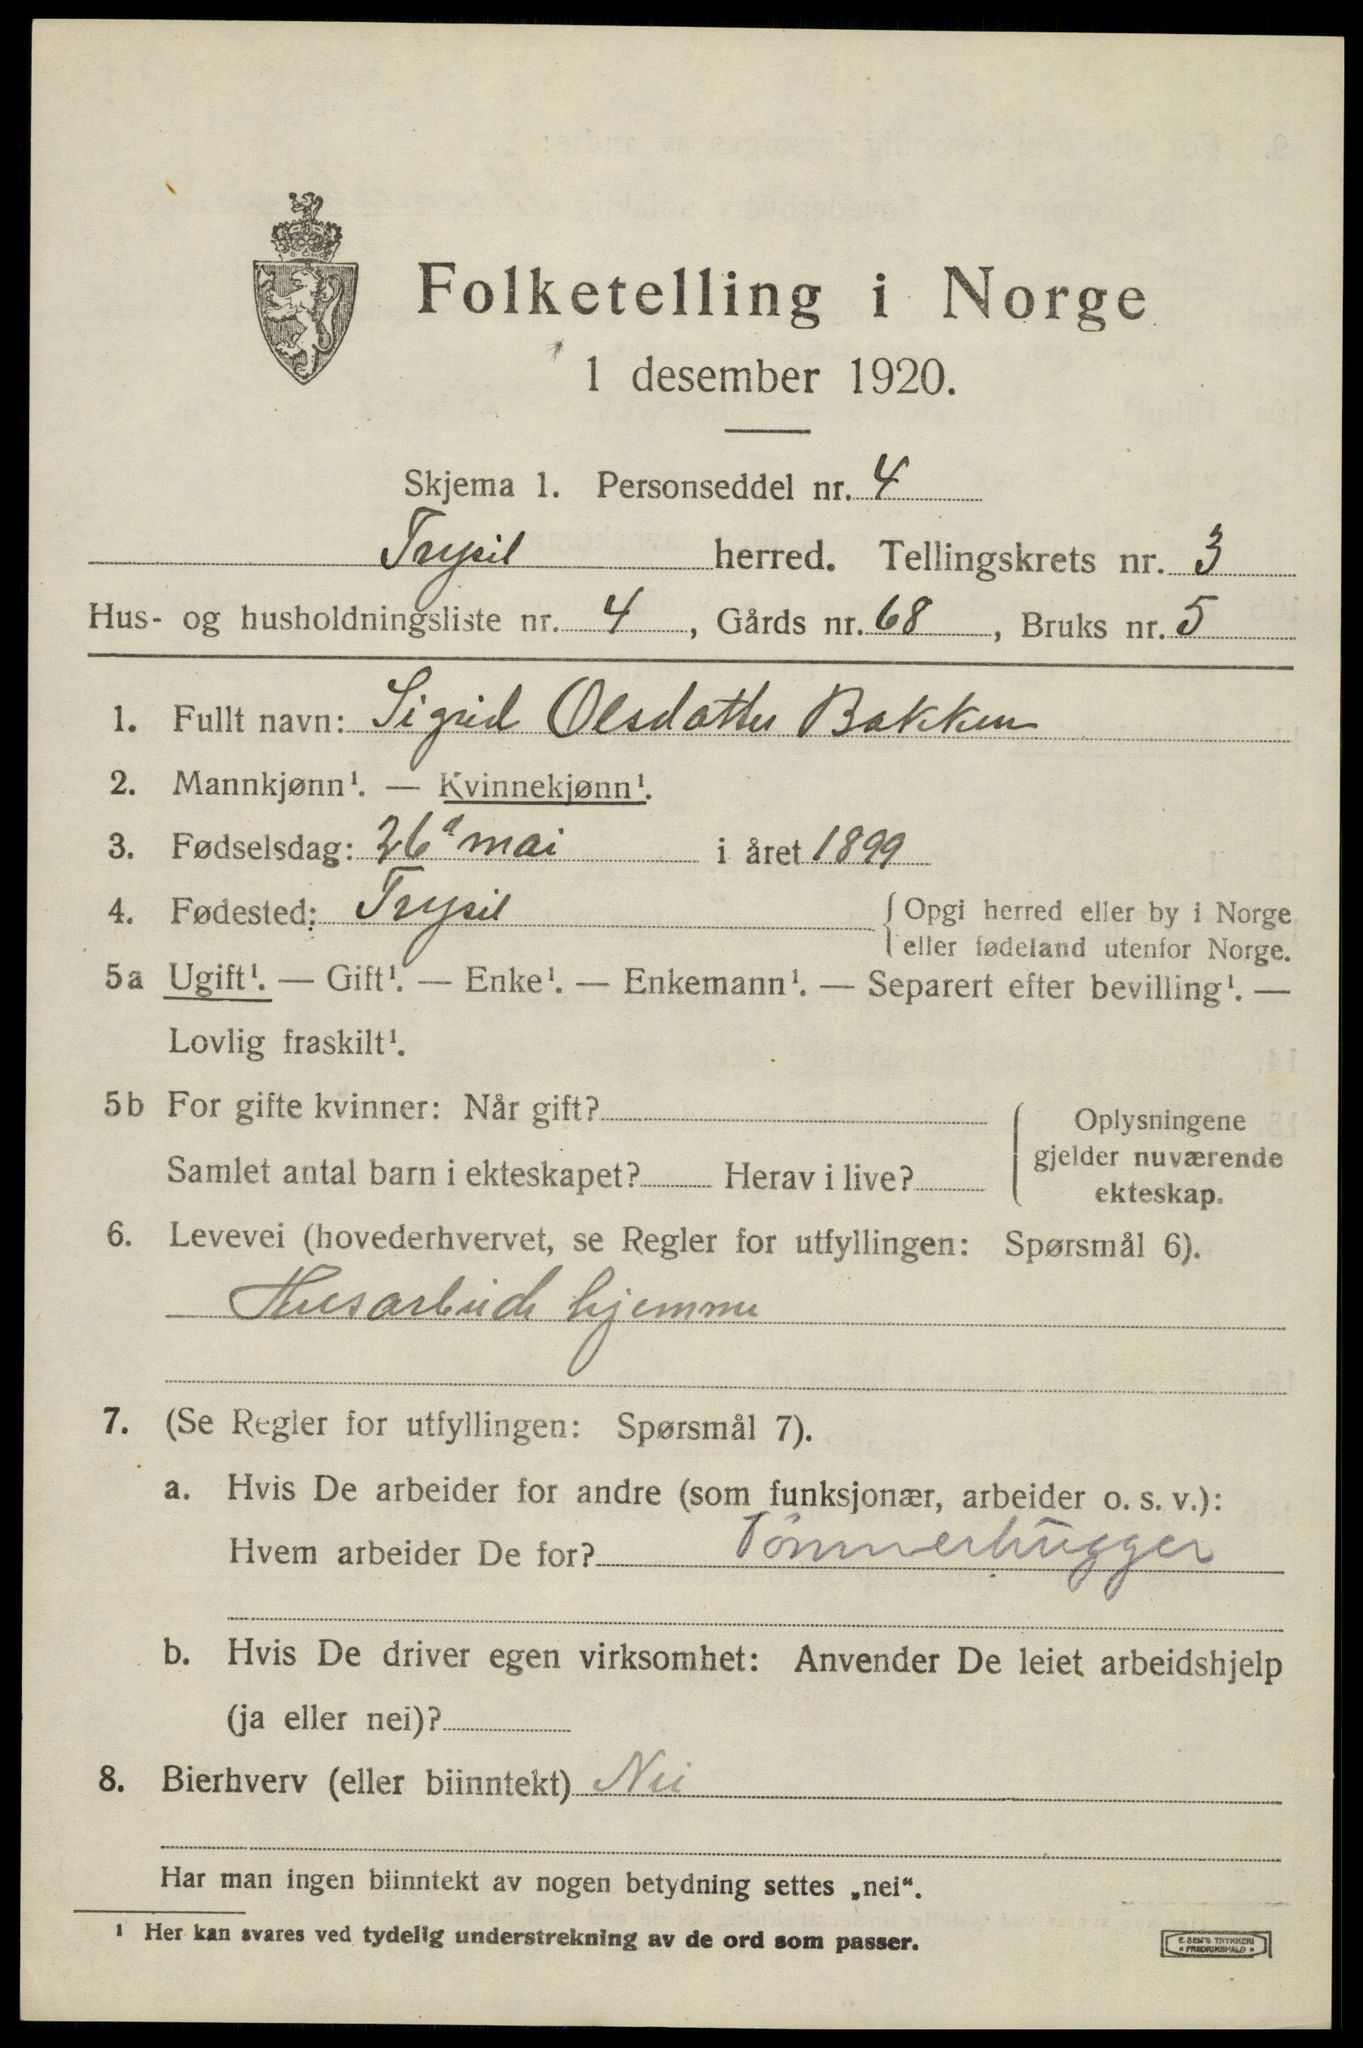 Folketelling i Norge
1 desember 1920.
Skjema 1. Personseddel nr. 4
Trysil herred. Tellingskrets nr. 3
Hus- og husholdningsliste nr. 4, Gårds nr. 68, Bruks nr. 5
1. Fullt navn: Sigrid Olsdatter Bakken
2. Mannkjønn¹. — Kvinnekjønn¹.
3. Fødselsdag: 26de mai i året 1899
4. Fødested: Trysil { Opgi herred eller by i Norge
eller fødeland utenfor Norge.
5a Ugift¹. — Gift¹. — Enke¹. — Enkemann¹. — Separert efter bevilling¹. —
Lovlig fraskilt¹.
5b For gifte kvinner: Når gift? { Oplysningene
gjelder nuværende
ekteskap.
Samlet antal barn i ekteskapet? Herav i live?
6. Levevei (hovederhvervet, se Regler for utfyllingen: Spørsmål 6).
Husarbeide hjemme
7. (Se Regler for utfyllingen: Spørsmål 7).
a. Hvis De arbeider for andre (som funksjonær, arbeider o. s. v.):
Hvem arbeider De for? Tømmerhugger
b. Hvis De driver egen virksomhet: Anvender De leiet arbeidshjelp
(ja eller nei)?
8. Bierhverv (eller biinntekt) Nei
Har man ingen biinntekt av nogen betydning settes „nei“.
¹ Her kan svares ved tydelig understrekning av de ord som passer.
E. SEM'S TRYKKERI
FREDRIKSHALD